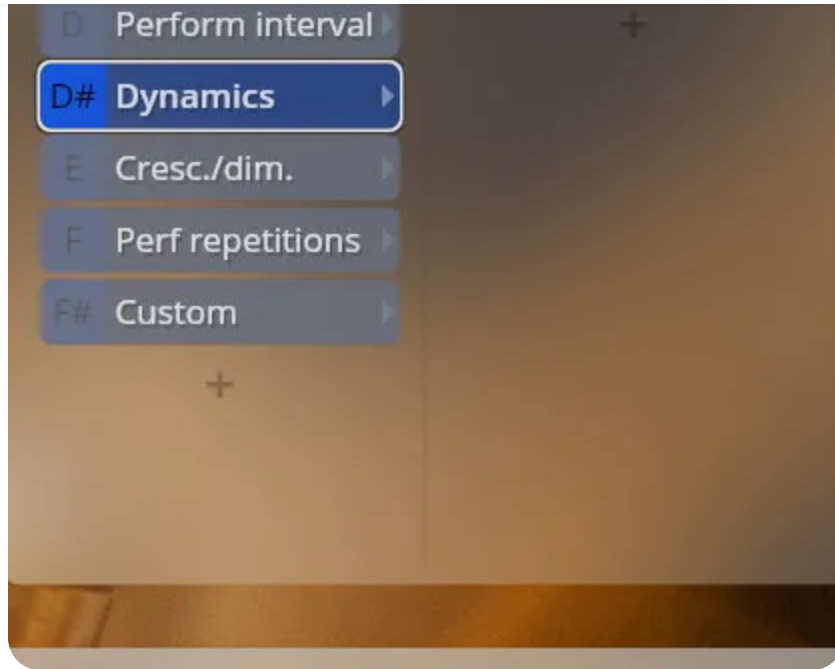 D Perform interval
D# Dynamics
E Cresc./dim.
F Perf repetitions
F# Custom
+
+